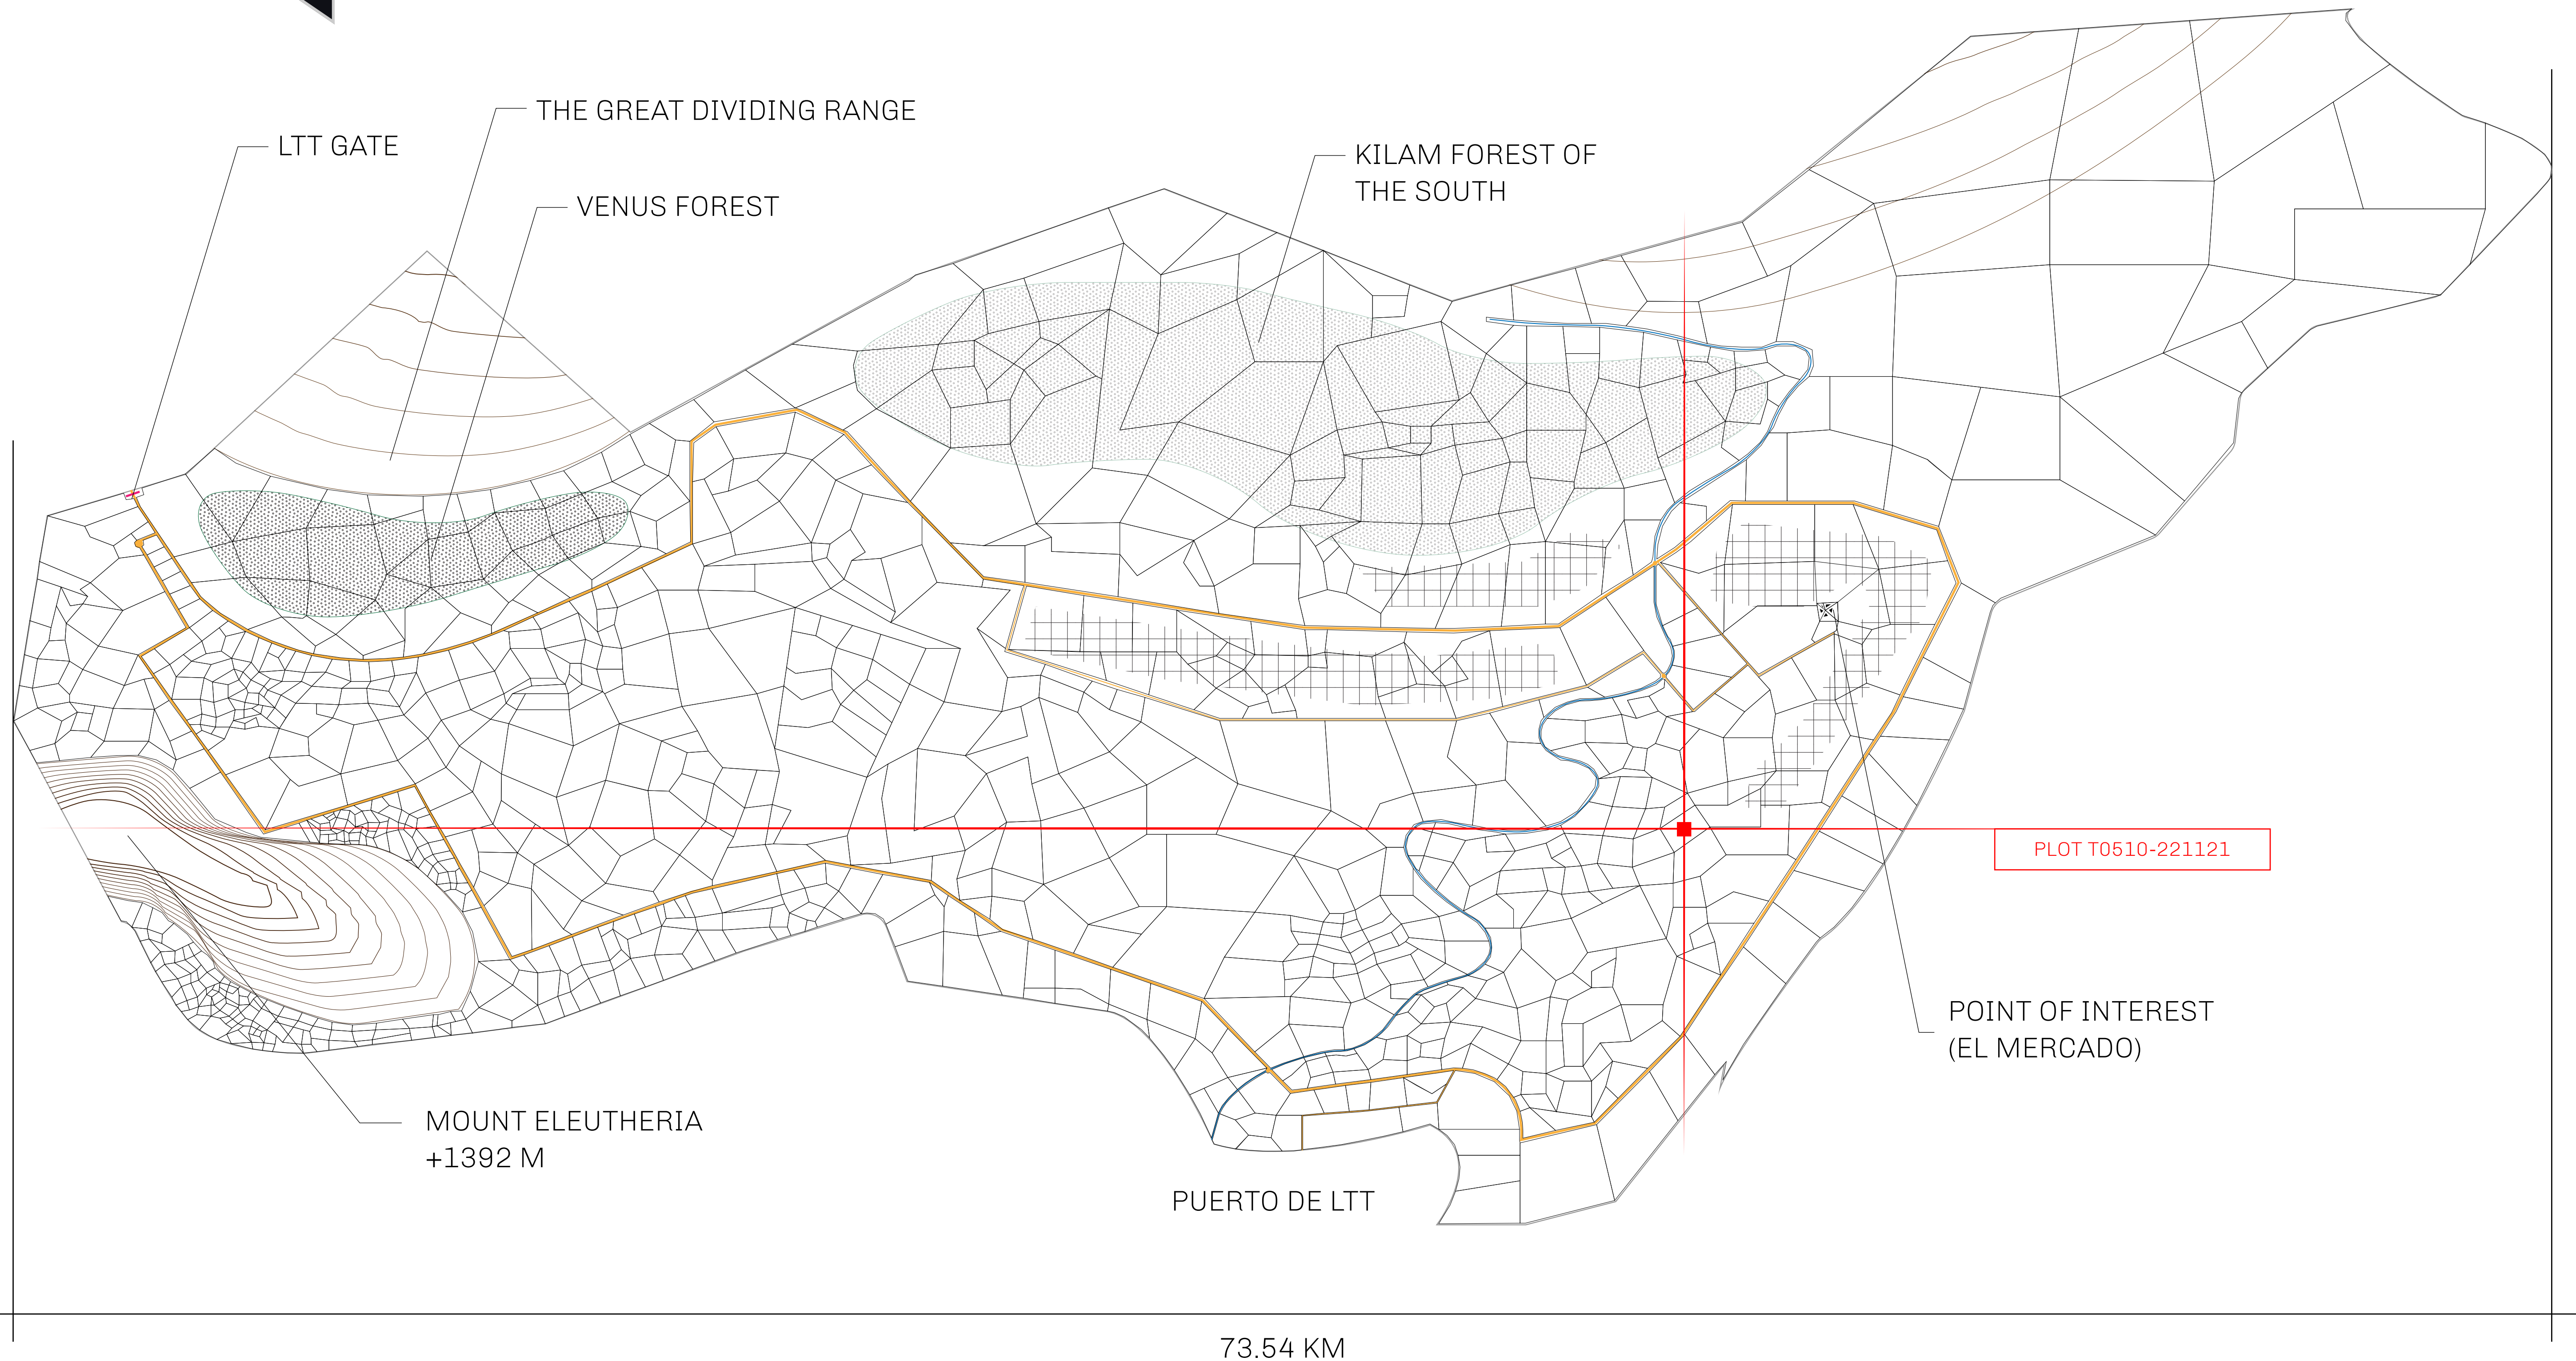 THE GREAT DIVIDING RANGE
LTT GATE
VENUS FOREST
KILAM FOREST OF
THE SOUTH
PLOT T0510-221121
POINT OF INTEREST
(EL MERCADO)
MOUNT ELEUTHERIA
+1392 M
PUERTO DE LTT
73.54 KM